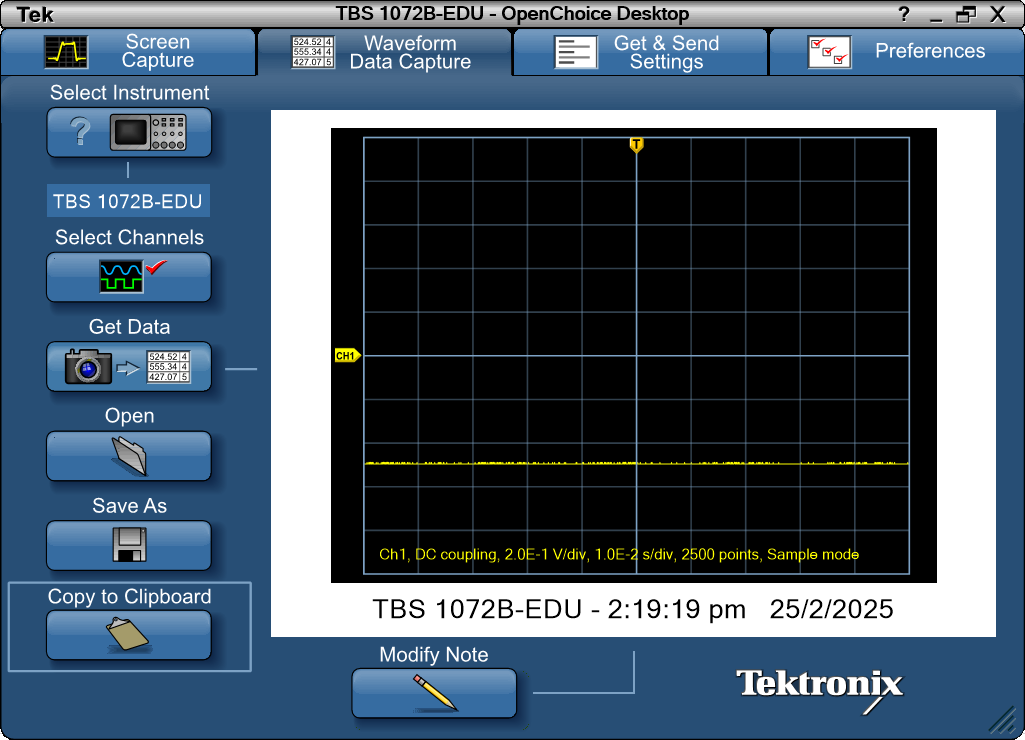 Tek
TBS 1072B-EDU - OpenChoice Desktop
?
X
Screen
Capture
524.52 4
555.34 4
427.07 5
Waveform
Data Capture
Get & Send
Settings
Preferences
Select Instrument
?
TBS 1072B-EDU
Select Channels
Get Data
524.52 4
555.34 4
427.07 5
Open
Save As
Copy to Clipboard
T
CH1
Ch1, DC coupling, 2.0E-1 V/div, 1.0E-2 s/div, 2500 points, Sample mode
TBS 1072B-EDU - 2:19:19 pm 25/2/2025
Modify Note
Tektronix